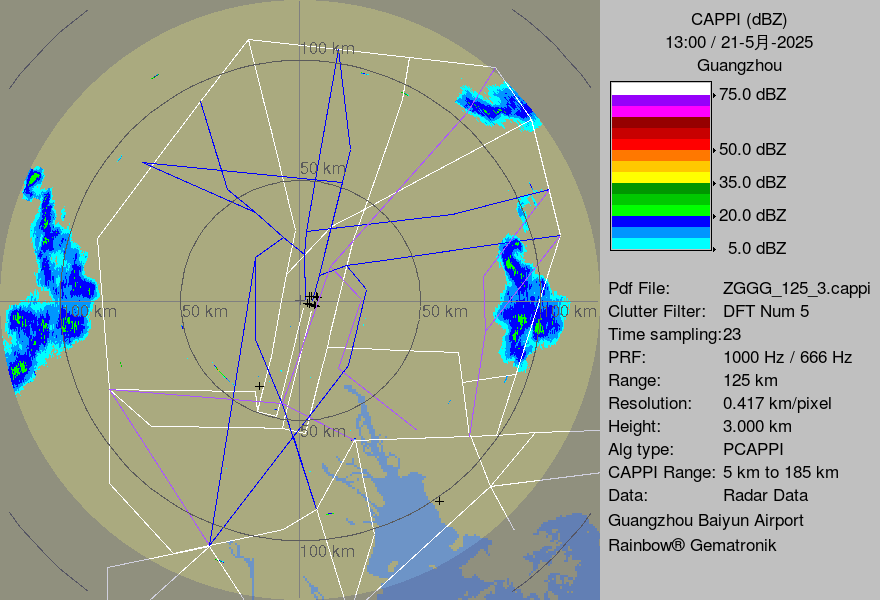 100 km
50 km
100 km
50 km
50 km
100 km
50 km
100 km
CAPPI (dBZ)
13:00 / 21-5月-2025
Guangzhou
75.0 dBZ
50.0 dBZ
35.0 dBZ
20.0 dBZ
5.0 dBZ
Pdf File: ZGGG_125_3.cappi
Clutter Filter: DFT Num 5
Time sampling:23
PRF: 1000 Hz / 666 Hz
Range: 125 km
Resolution: 0.417 km/pixel
Height: 3.000 km
Alg type: PCAPPI
CAPPI Range: 5 km to 185 km
Data: Radar Data
Guangzhou Baiyun Airport
Rainbow® Gematronik